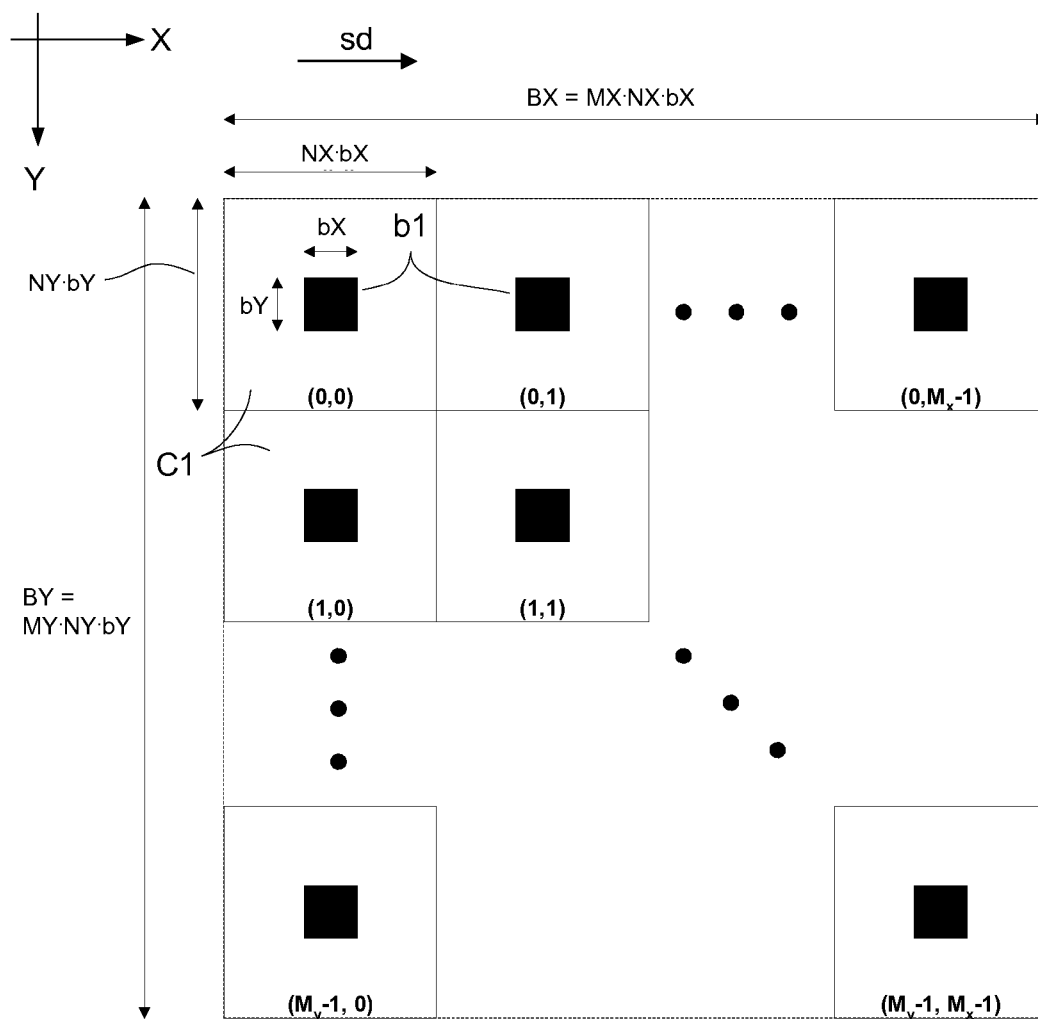 X
sd
BX = MX·NX·bX
Y
NX·bX
bX
b1
NY·bY
bY
(0,0)
(0,1)
(0,Mx-1)
C1
(1,0)
(1,1)
BY =
MY·NY·bY
(My-1, 0)
(My-1, Mx-1)